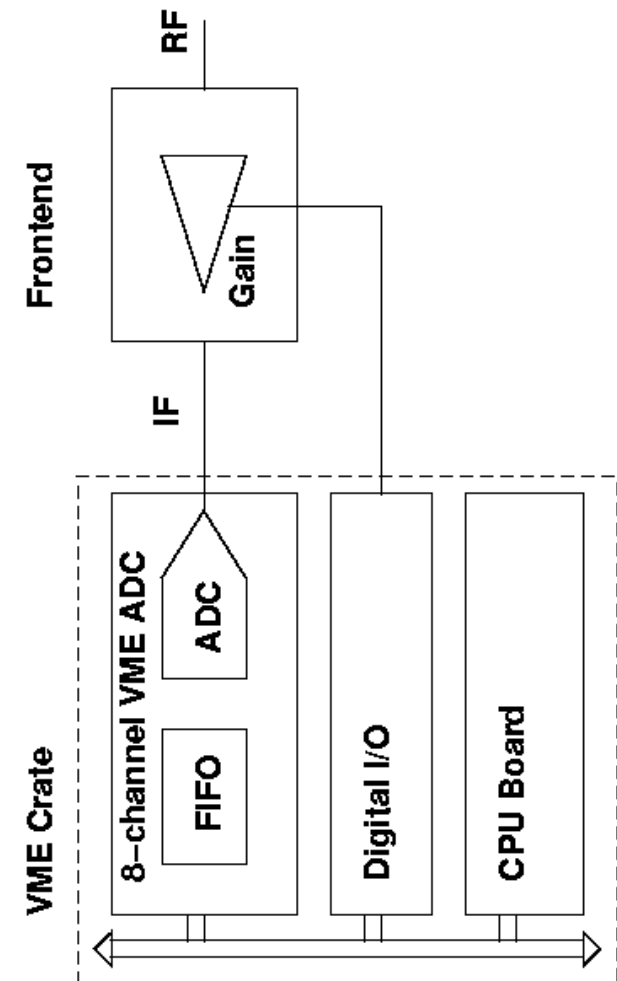 VME Crate
Frontend
8–channel VME ADC
FIFO
ADC
IF
Gain
RF
Digital I/O
CPU Board